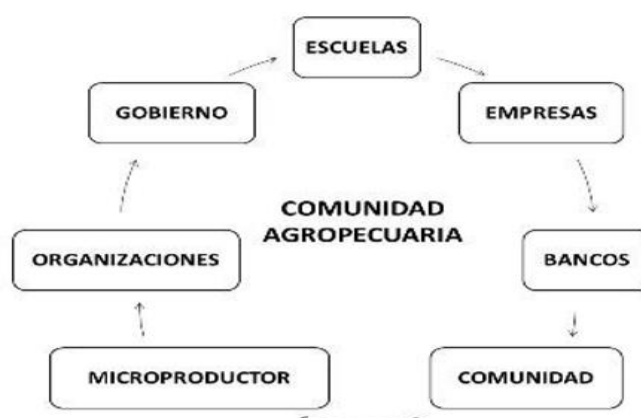 ESCUELAS
GOBIERNO
EMPRESAS
COMUNIDAD
AGROPECUARIA
ORGANIZACIONES
BANCOS
MICROPRODUCTOR
COMUNIDAD